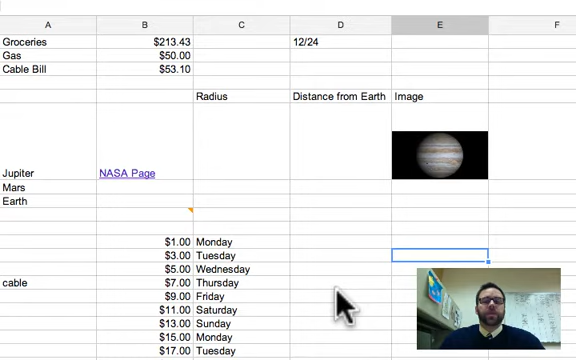 A B C D E F
Groceries $213.43 12/24
Gas $50.00
Cable Bill $53.10
Radius Distance from Earth Image
Jupiter NASA Page
Mars
Earth
$1.00 Monday
$3.00 Tuesday
$5.00 Wednesday
cable $7.00 Thursday
$9.00 Friday
$11.00 Saturday
$13.00 Sunday
$15.00 Monday
$17.00 Tuesday